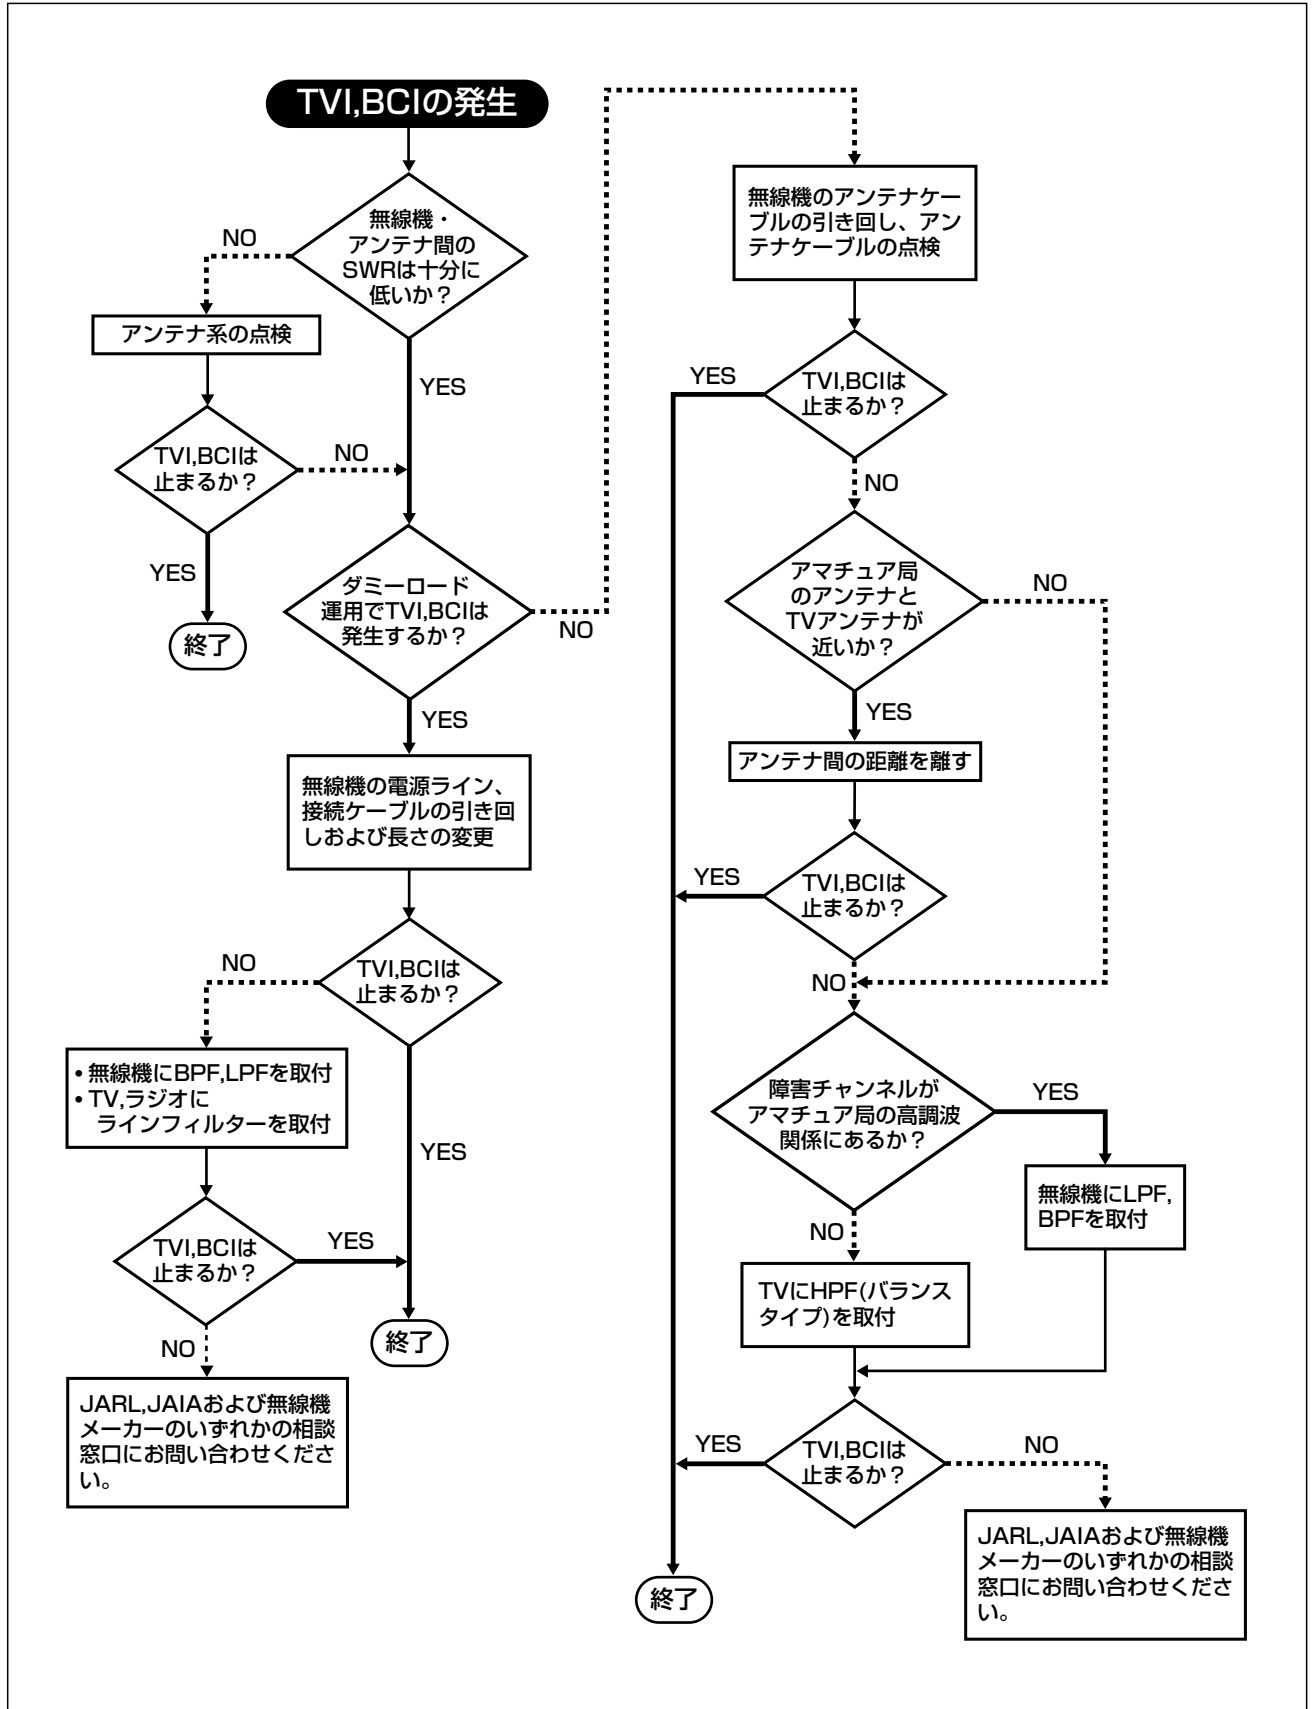 TVI,BCIの発生
無線機・
アンテナ間の
SWRは十分に
低いか？
NO
アンテナ系の点検
YES
TVI,BCIは
止まるか？
NO
YES
終了
ダミーロード
運用でTVI,BCIは
発生するか？
NO
YES
無線機の電源ライン、
接続ケーブルの引き回
しおよび長さの変更
TVI,BCIは
止まるか？
NO
• 無線機にBPF,LPFを取付
• TV,ラジオに
ラインフィルターを取付
YES
TVI,BCIは
止まるか？
YES
終了
NO
JARL,JAIAおよび無線機
メーカーのいずれかの相談
窓口にお問い合わせくださ
い。
無線機のアンテナケー
ブルの引き回し、アン
テナケーブルの点検
TVI,BCIは
止まるか？
YES
NO
アマチュア局
のアンテナと
TVアンテナが
近いか？
NO
YES
アンテナ間の距離を離す
TVI,BCIは
止まるか？
YES
NO
障害チャンネルが
アマチュア局の高調波
関係にあるか？
YES
無線機にLPF,
BPFを取付
NO
TVにHPF(バランス
タイプ)を取付
TVI,BCIは
止まるか？
YES
NO
JARL,JAIAおよび無線機
メーカーのいずれかの相談
窓口にお問い合わせくださ
い。
終了